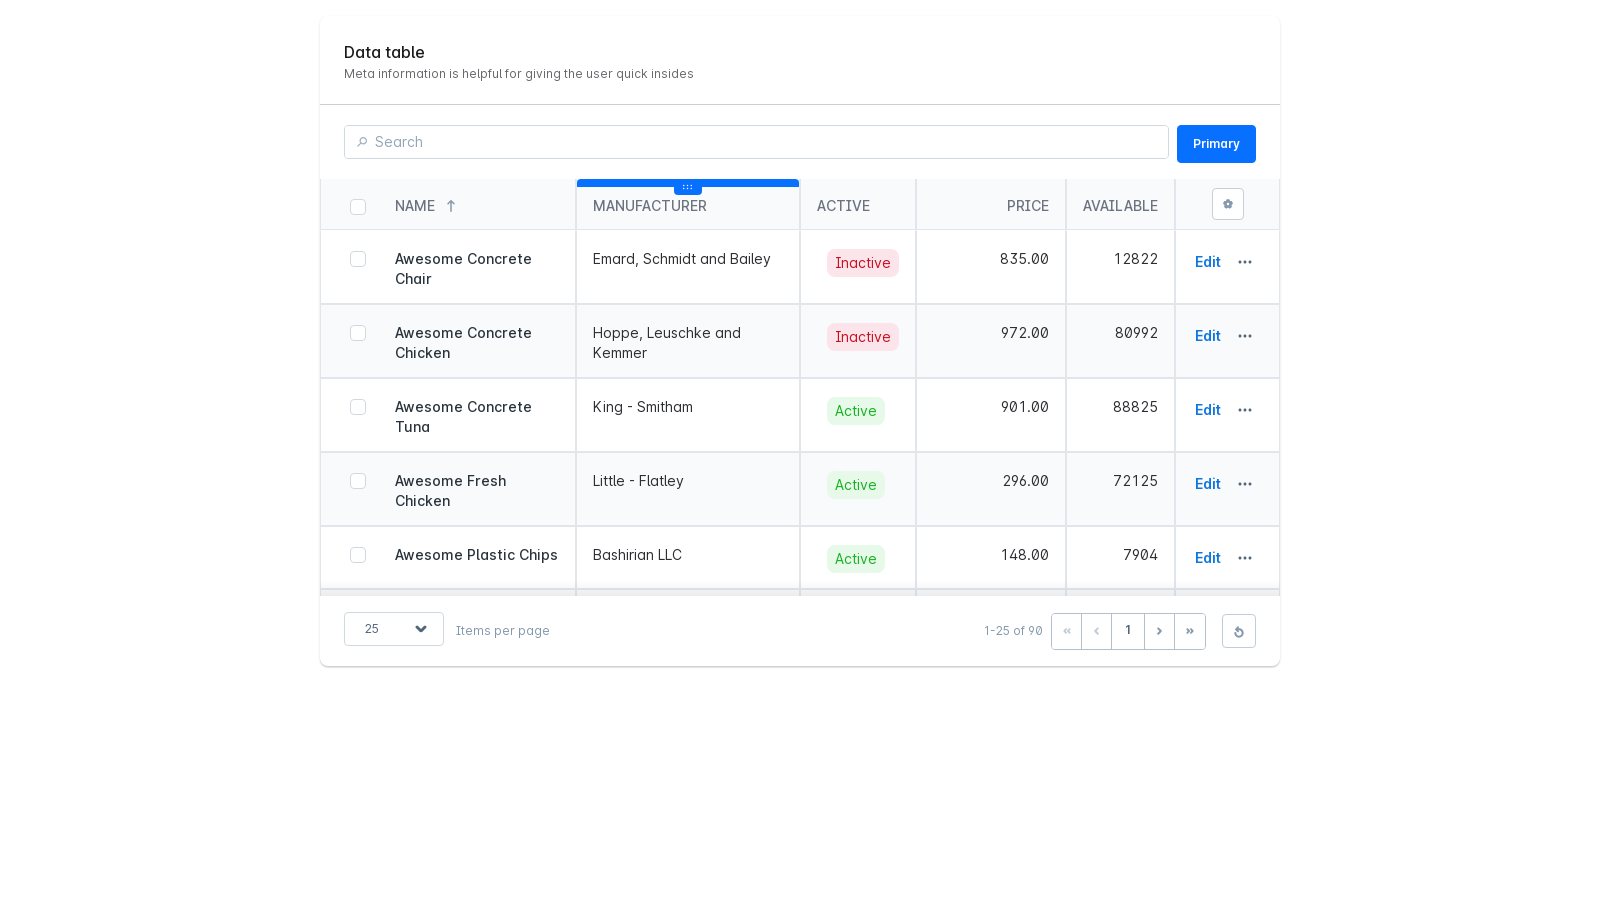 Data table
Meta information is helpful for giving the user quick insides
Search
Primary
NAME MANUFACTURER ACTIVE PRICE AVAILABLE
Awesome Concrete Chair Emard, Schmidt and Bailey Inactive 835.00 12822 Edit
Awesome Concrete Chicken Hoppe, Leuschke and Kemmer Inactive 972.00 80992 Edit
Awesome Concrete Tuna King - Smitham Active 901.00 88825 Edit
Awesome Fresh Chicken Little - Flatley Active 296.00 72125 Edit
Awesome Plastic Chips Bashirian LLC Active 148.00 7904 Edit
25 Items per page 1-25 of 90 « ‹ 1 › »